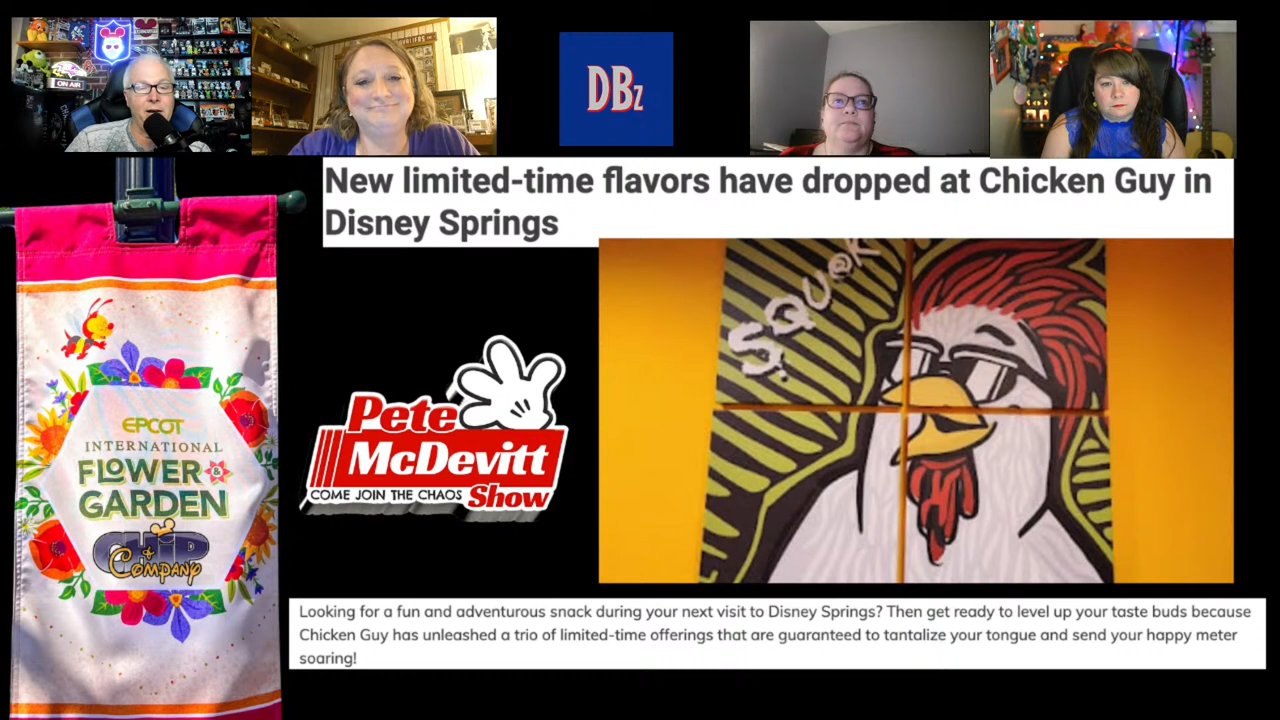 ON AIR
DBz
New limited-time flavors have dropped at Chicken Guy in
Disney Springs
SQU@K
EPCOT
INTERNATIONAL
FLOWER &
GARDEN
CHIP
&
COMPANY
Pete
McDevitt
COME JOIN THE CHAOS Show
Looking for a fun and adventurous snack during your next visit to Disney Springs? Then get ready to level up your taste buds because
Chicken Guy has unleashed a trio of limited-time offerings that are guaranteed to tantalize your tongue and send your happy meter
soaring!